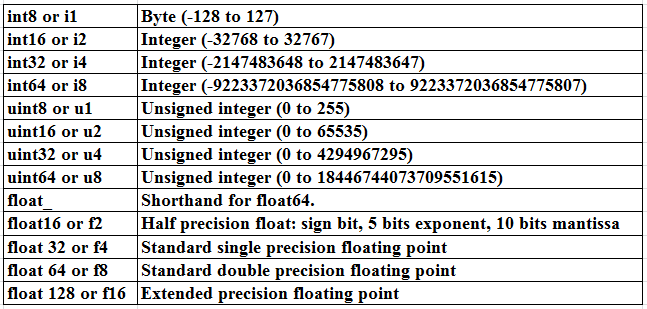 int8 or i1 Byte (-128 to 127)
int16 or i2 Integer (-32768 to 32767)
int32 or i4 Integer (-2147483648 to 2147483647)
int64 or i8 Integer (-9223372036854775808 to 9223372036854775807)
uint8 or u1 Unsigned integer (0 to 255)
uint16 or u2 Unsigned integer (0 to 65535)
uint32 or u4 Unsigned integer (0 to 4294967295)
uint64 or u8 Unsigned integer (0 to 18446744073709551615)
float_ Shorthand for float64.
float16 or f2 Half precision float: sign bit, 5 bits exponent, 10 bits mantissa
float 32 or f4 Standard single precision floating point
float 64 or f8 Standard double precision floating point
float 128 or f16 Extended precision floating point